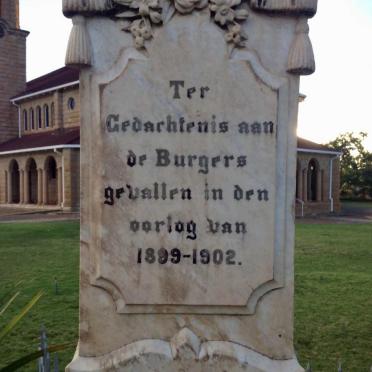 Ter
Gedachtenis aan
de Burgers
gevallen in den
oorlog van
1899-1902.